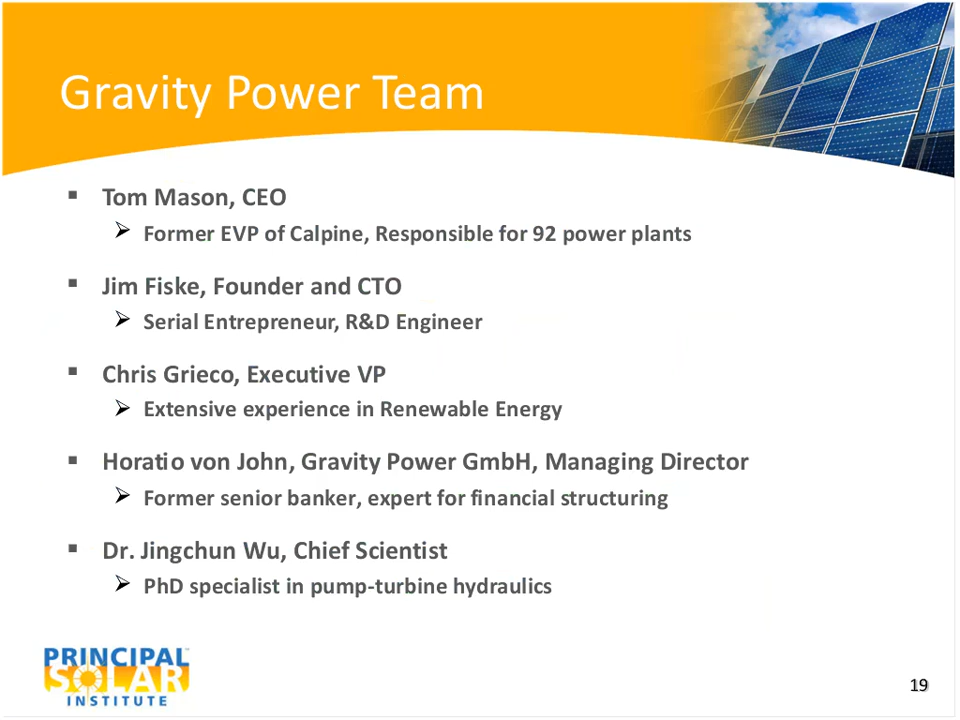 Gravity Power Team
▪ Tom Mason, CEO
➢ Former EVP of Calpine, Responsible for 92 power plants
▪ Jim Fiske, Founder and CTO
➢ Serial Entrepreneur, R&D Engineer
▪ Chris Grieco, Executive VP
➢ Extensive experience in Renewable Energy
▪ Horatio von John, Gravity Power GmbH, Managing Director
➢ Former senior banker, expert for financial structuring
▪ Dr. Jingchun Wu, Chief Scientist
➢ PhD specialist in pump-turbine hydraulics
PRINCIPAL
SOLAR
INSTITUTE
19